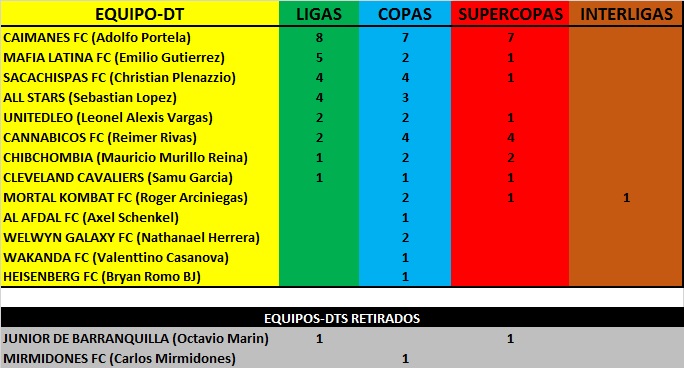 EQUIPO-DT LIGAS COPAS SUPERCOPAS INTERLIGAS
CAIMANES FC (Adolfo Portela) 8 7 7
MAFIA LATINA FC (Emilio Gutierrez) 5 2 1
SACACHISPAS FC (Christian Plenazzio) 4 4 1
ALL STARS (Sebastian Lopez) 4 3
UNITEDLEO (Leonel Alexis Vargas) 2 2 1
CANNABICOS FC (Reimer Rivas) 2 4 4
CHIBCHOMBIA (Mauricio Murillo Reina) 1 2 2
CLEVELAND CAVALIERS (Samu Garcia) 1 1 1
MORTAL KOMBAT FC (Roger Arciniegas) 2 1 1
AL AFDAL FC (Axel Schenkel) 1
WELWYN GALAXY FC (Nathanael Herrera) 2
WAKANDA FC (Valenttino Casanova) 1
HEISENBERG FC (Bryan Romo BJ) 1
EQUIPOS-DTS RETIRADOS
JUNIOR DE BARRANQUILLA (Octavio Marin) 1 1
MIRMIDONES FC (Carlos Mirmidones) 1